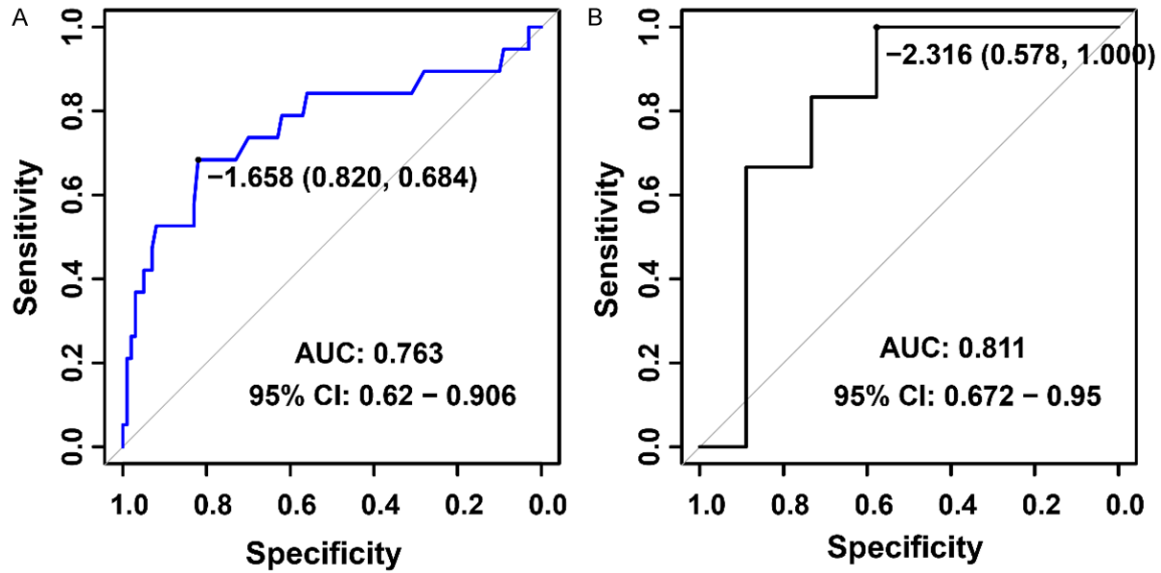 A
Sensitivity
1.0
0.8
0.6
0.4
0.2
0.0
−1.658 (0.820, 0.684)
AUC: 0.763
95% CI: 0.62 − 0.906
1.0 0.8 0.6 0.4 0.2 0.0
Specificity
B
Sensitivity
1.0
0.8
0.6
0.4
0.2
0.0
−2.316 (0.578, 1.000)
AUC: 0.811
95% CI: 0.672 − 0.95
1.0 0.8 0.6 0.4 0.2 0.0
Specificity